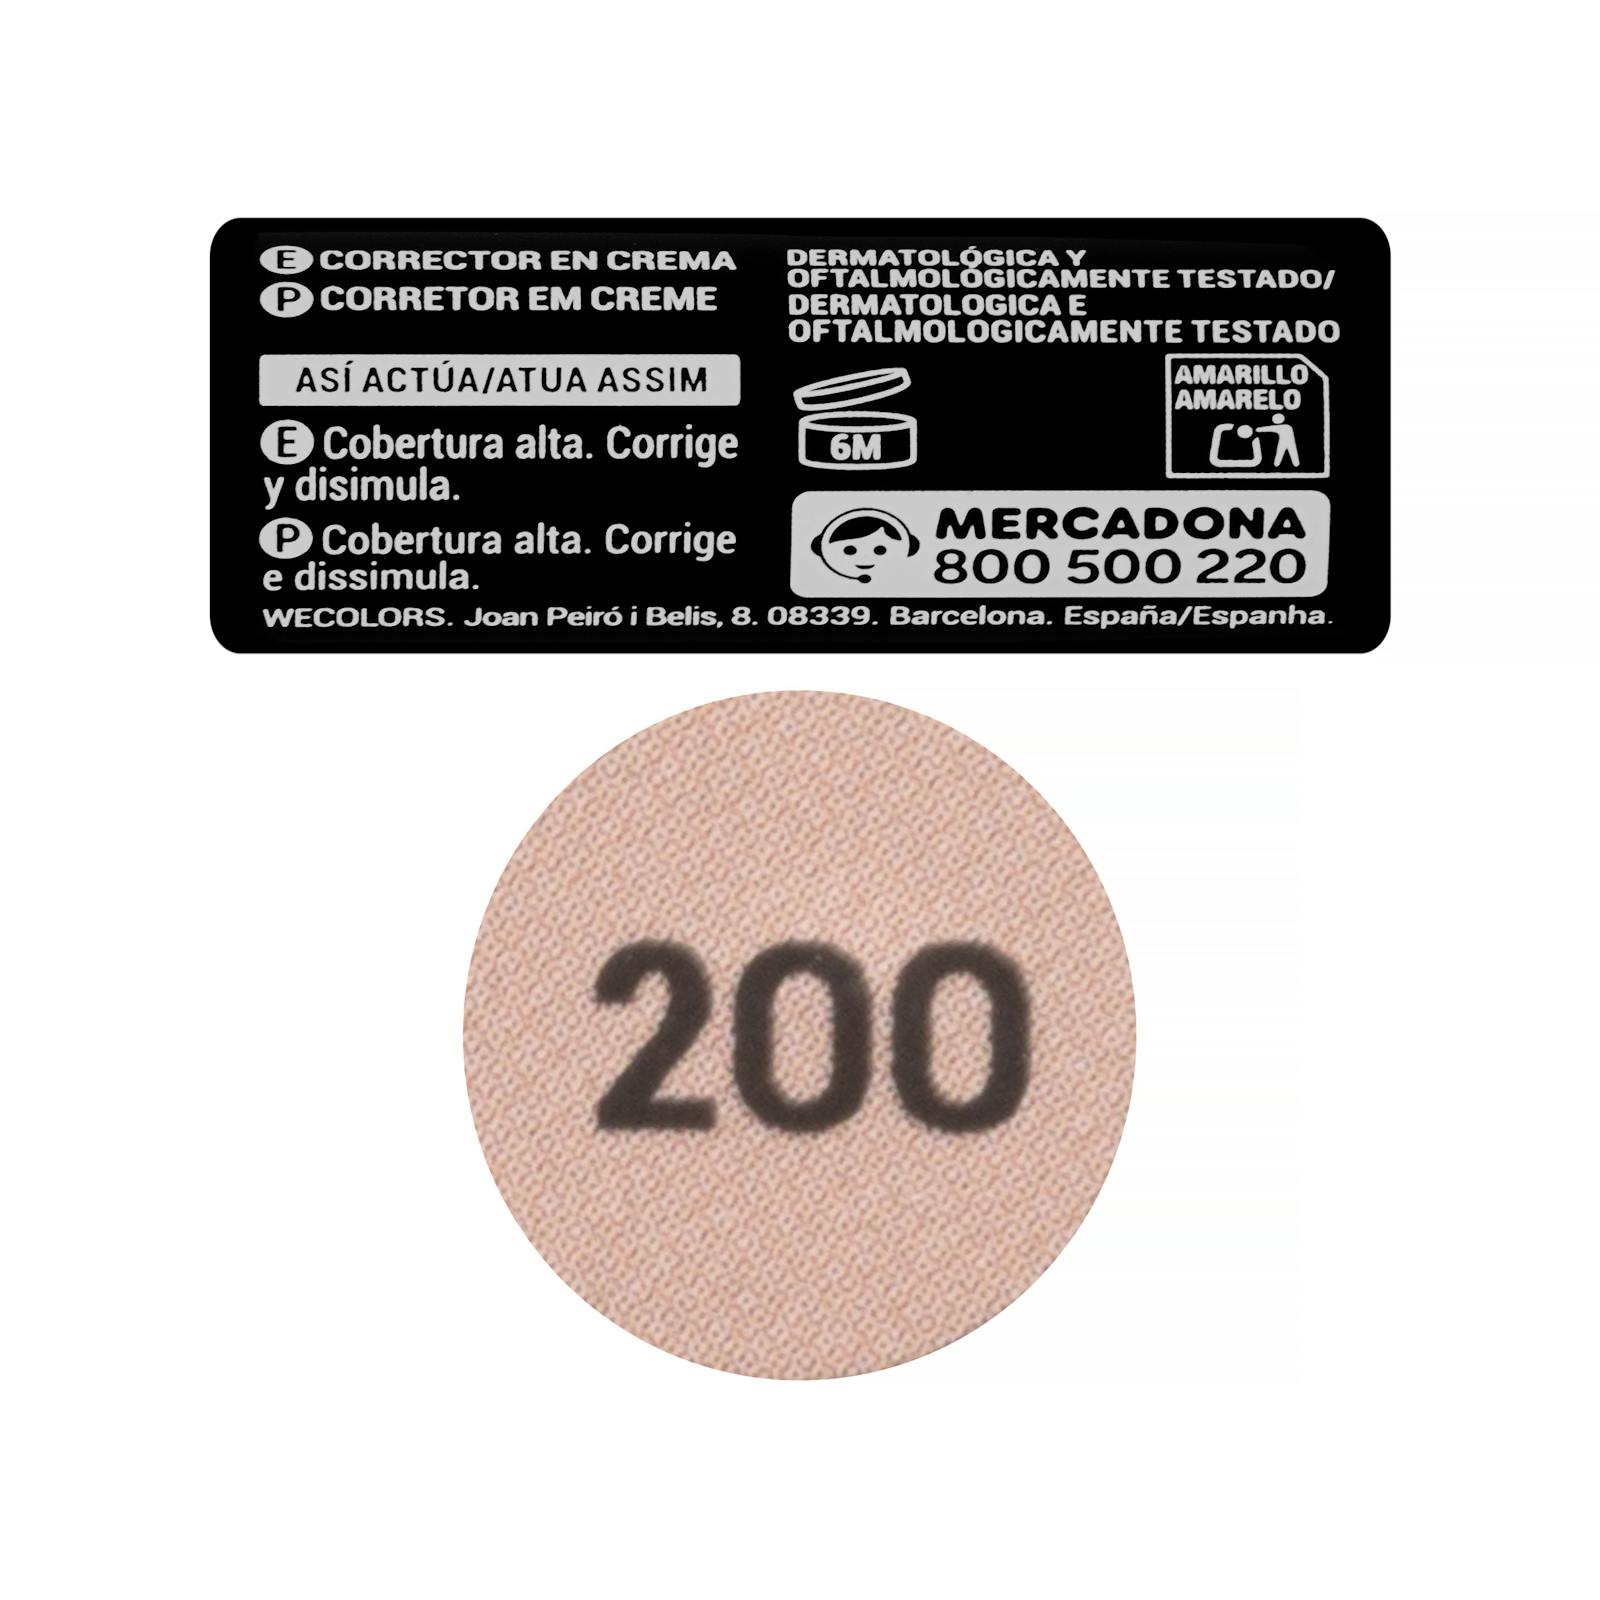 E CORRECTOR EN CREMA
P CORRETOR EM CREME
ASÍ ACTÚA/ATUA ASSIM
E Cobertura alta. Corrige
y disimula.
P Cobertura alta. Corrige
e dissimula.
DERMATOLÓGICA Y
OFTALMOLÓGICAMENTE TESTADO/
DERMATOLOGICA E
OFTALMOLOGICAMENTE TESTADO
6M
AMARILLO
AMARELO
MERCADONA
800 500 220
WECOLORS. Joan Peiró i Belis, 8. 08339. Barcelona. España/Espanha.
200